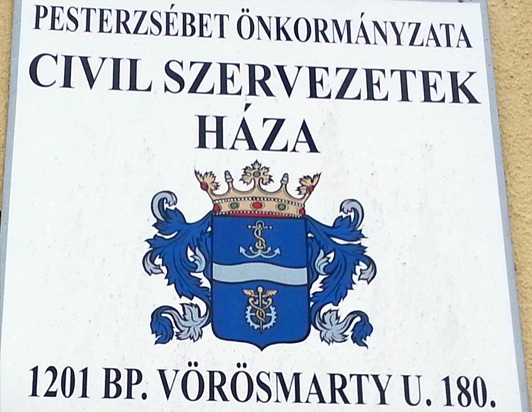 PESTERZSÉBET ÖNKORMÁNYZATA
CIVIL SZERVEZETEK
HÁZA
1201 BP. VÖRÖSMARTY U. 180.